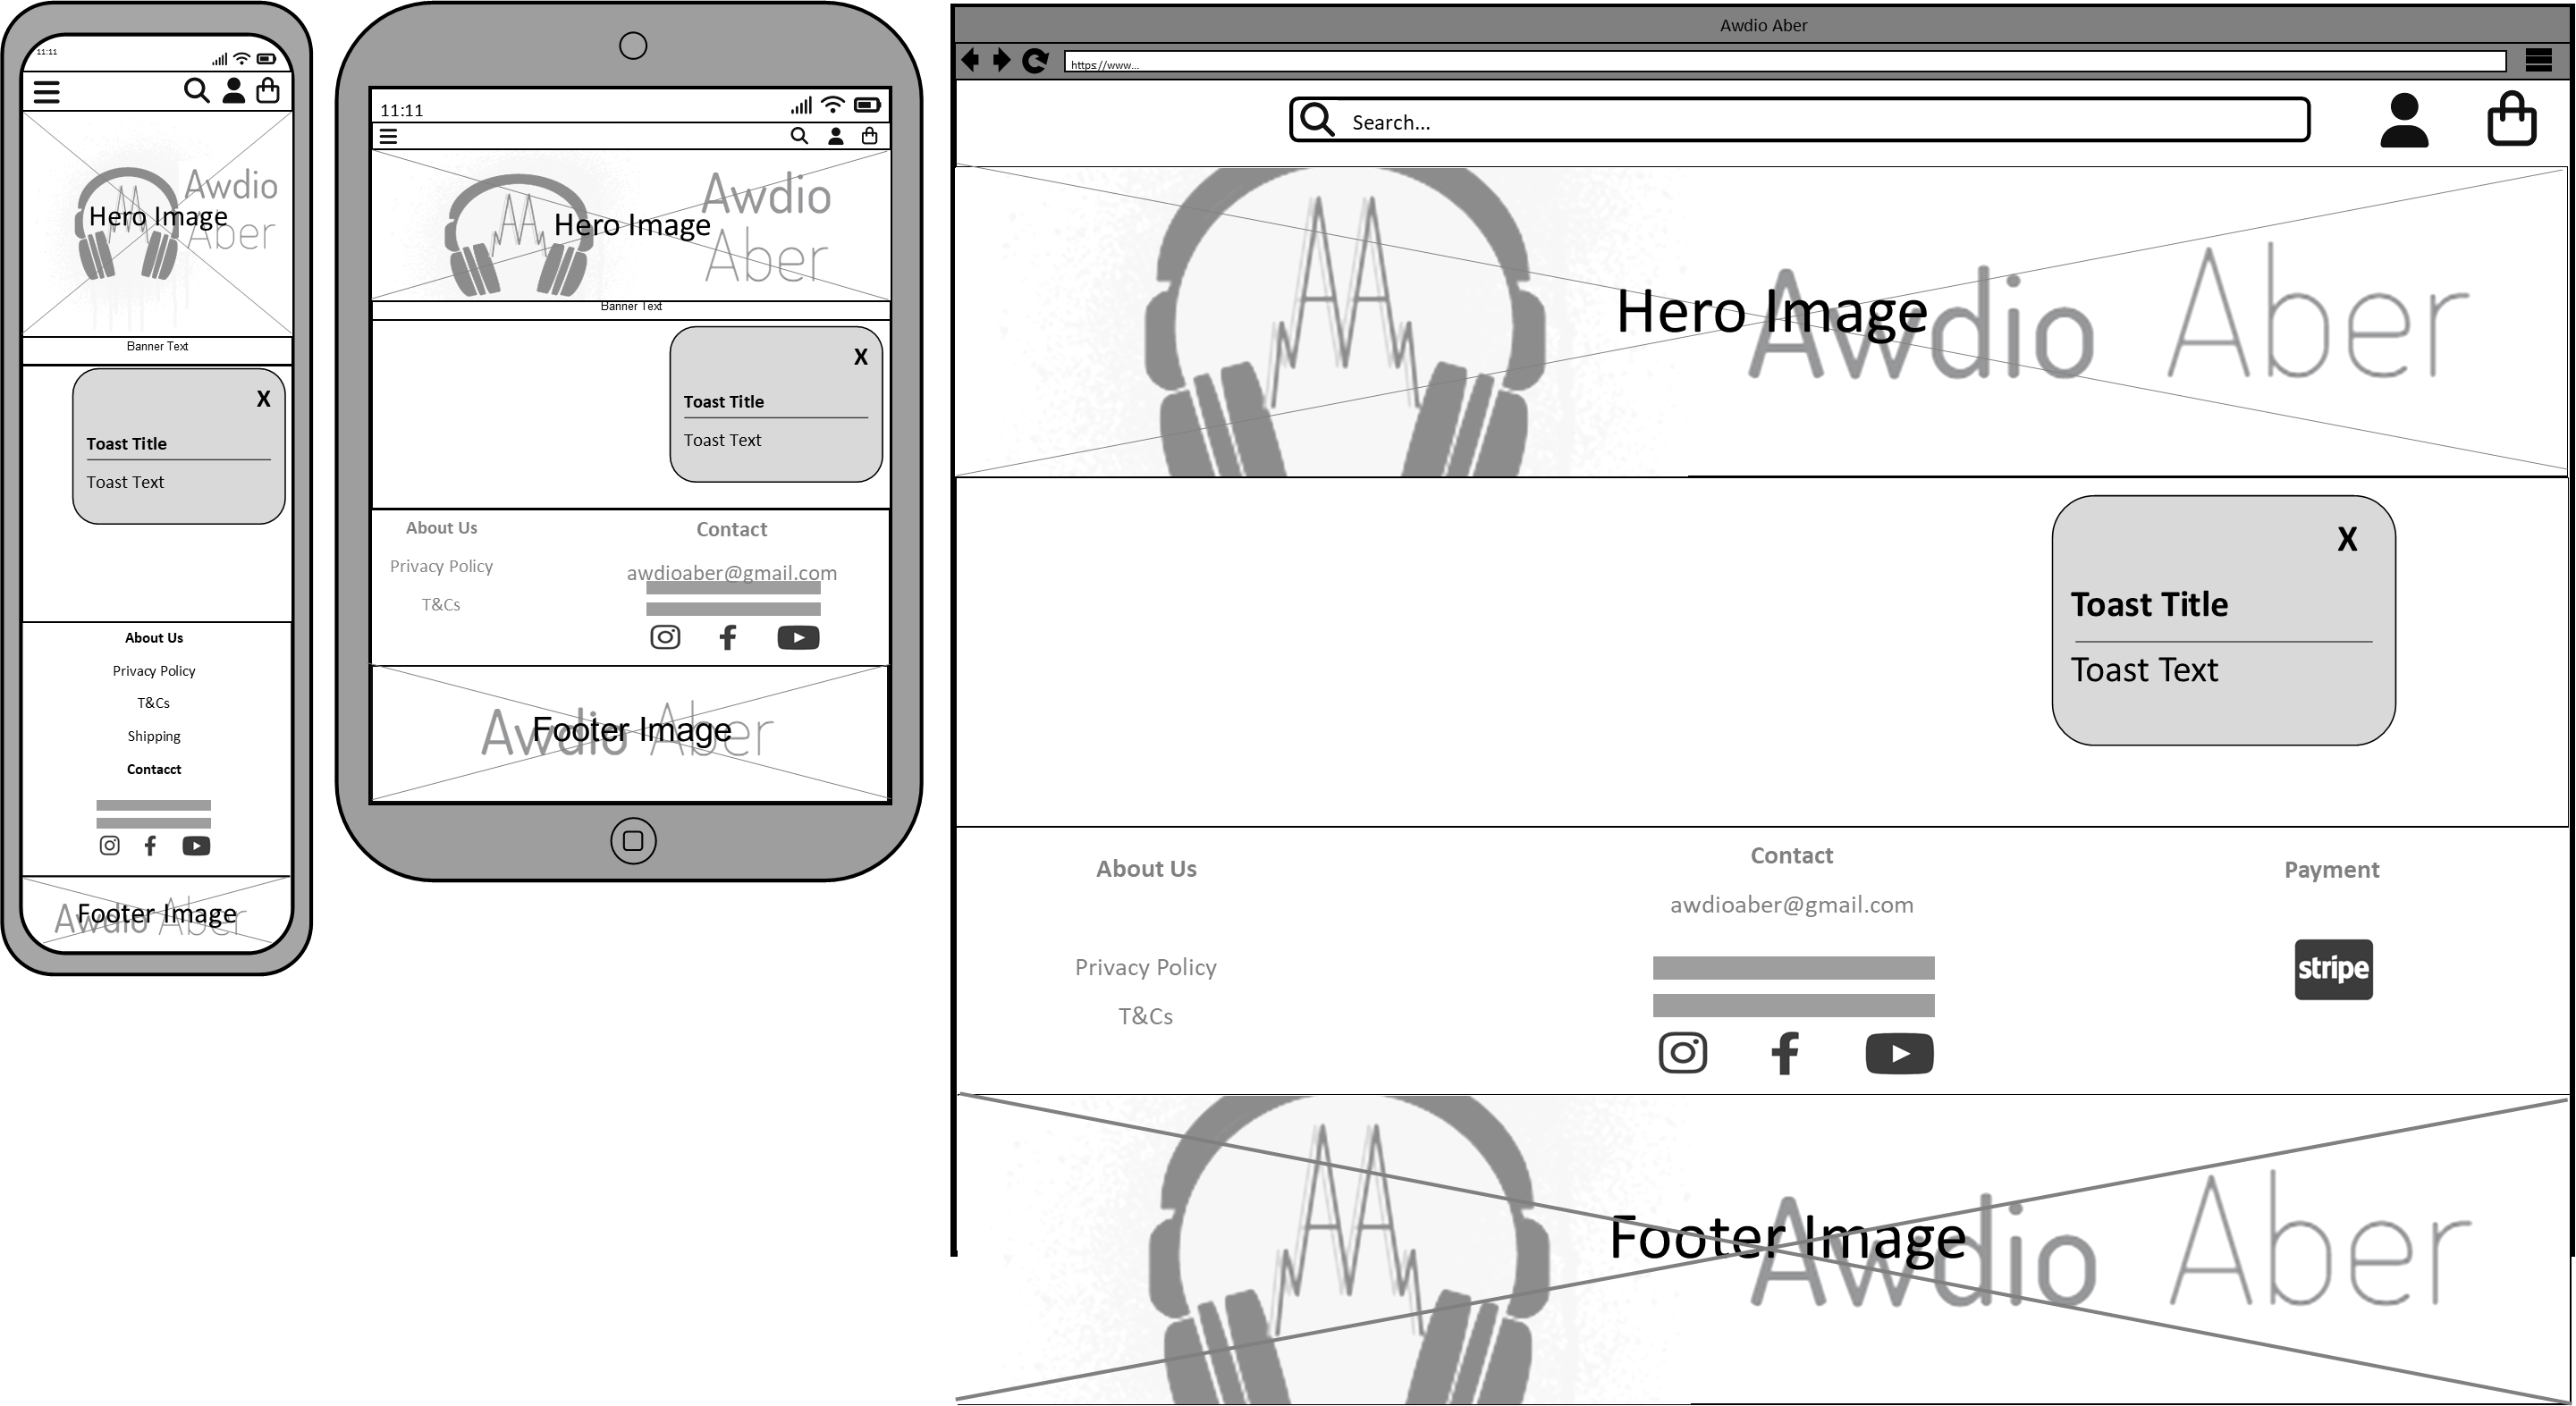 11:11
Awdio
Aber
Hero Image
Banner Text
X
Toast Title
Toast Text
About Us
Privacy Policy
T&Cs
Shipping
Contacct
Awdio Aber
Footer Image
11:11
Awdio
Aber
Hero Image
Banner Text
X
Toast Title
Toast Text
About Us
Privacy Policy
T&Cs
Contact
awdioaber@gmail.com
Awdio Aber
Footer Image
Awdio Aber
https://www...
Search...
AA
Hero Image
Awdio Aber
X
Toast Title
Toast Text
About Us
Privacy Policy
T&Cs
Contact
awdioaber@gmail.com
Payment
stripe
AA
Footer Image
Awdio Aber